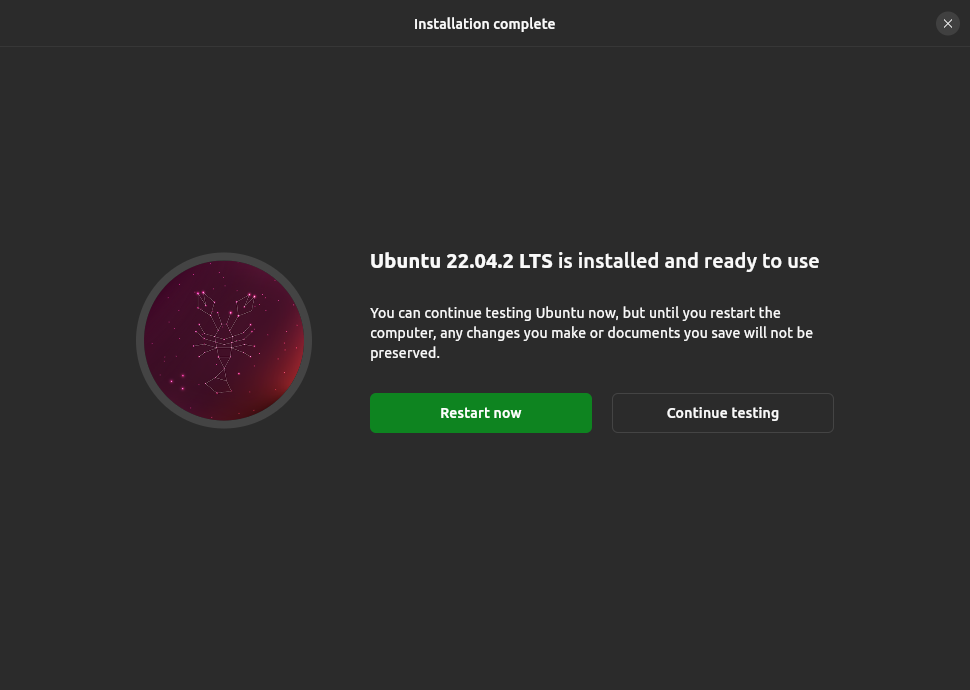 Installation complete
Ubuntu 22.04.2 LTS is installed and ready to use
You can continue testing Ubuntu now, but until you restart the
computer, any changes you make or documents you save will not be
preserved.
Restart now
Continue testing